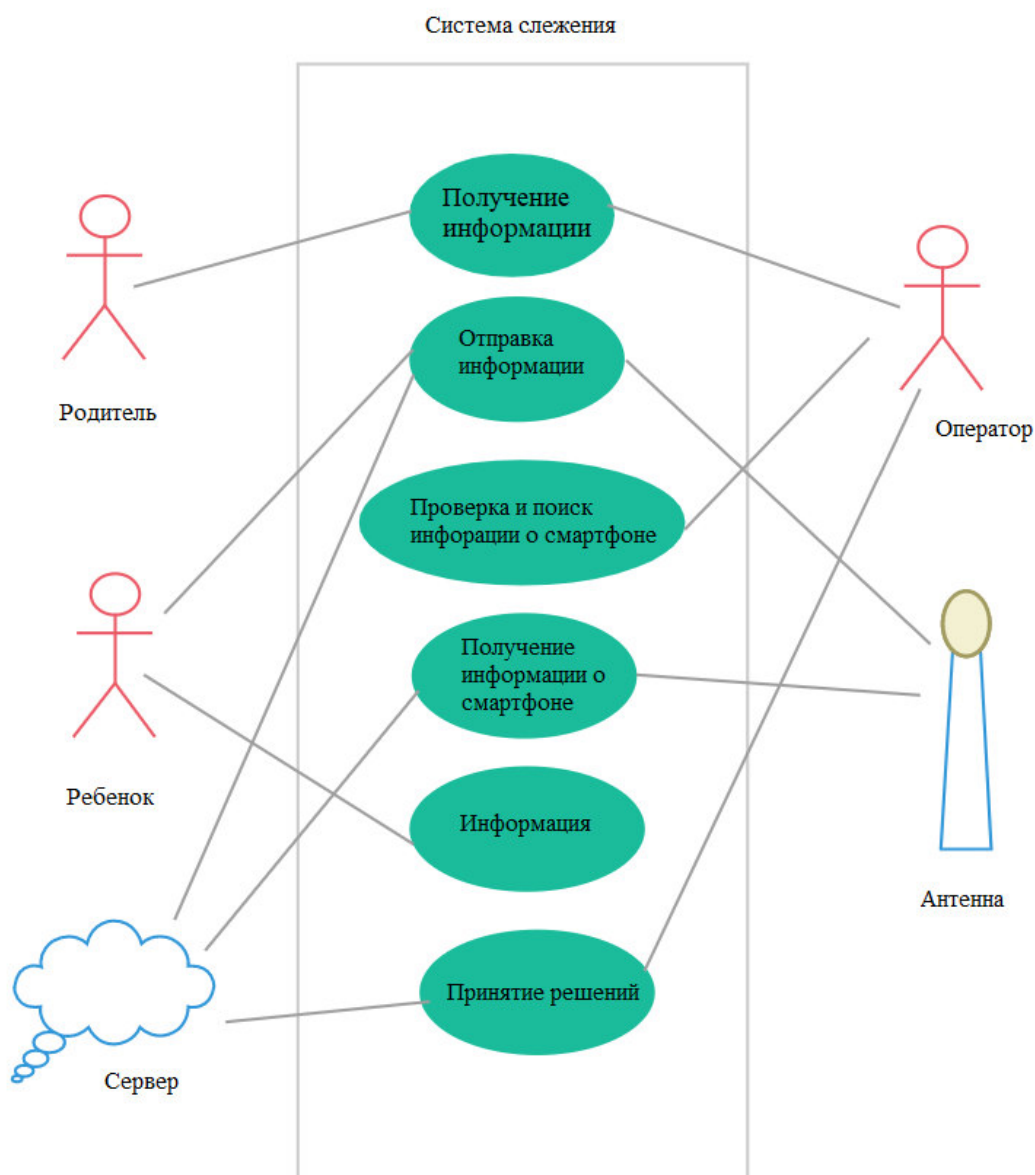 Система слежения
Получение
информации
Отправка
информации
Родитель
Оператор
Проверка и поиск
инфорации о смартфоне
Получение
информации о
смартфоне
Ребенок
Информация
Антенна
Принятие решений
Сервер